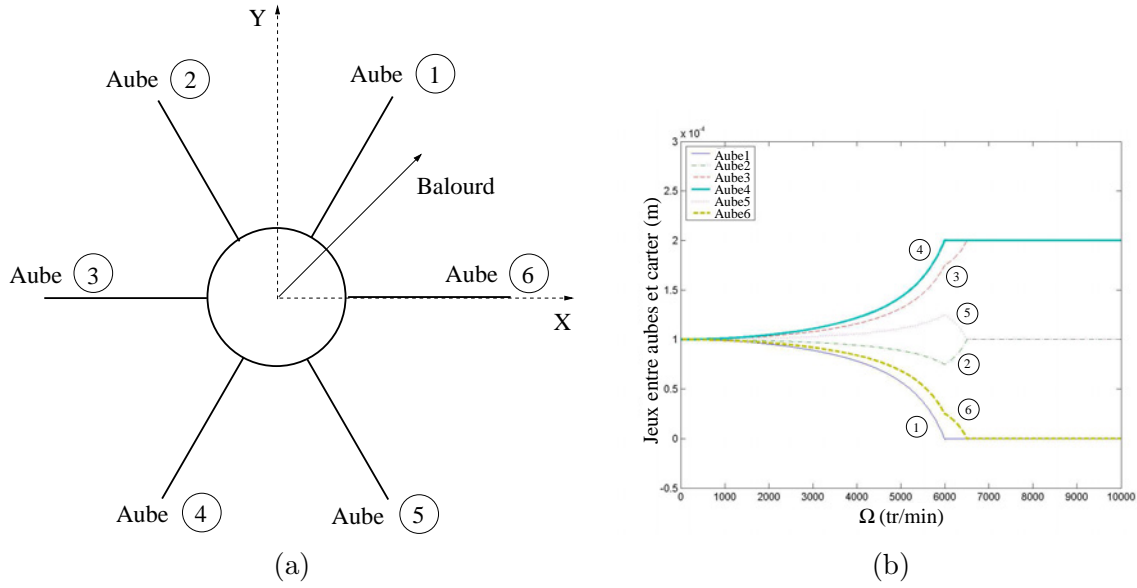 Y
Aube 2
Aube 1
Balourd
Aube 3
Aube 6
X
Aube 4
Aube 5
(a)
x 10⁻⁴
3
2.5
2
1.5
1
0.5
0
-0.5
Jeux entre aubes et carter (m)
Aube1
Aube2
Aube3
Aube4
Aube5
Aube6
4
3
5
2
6
1
0 1000 2000 3000 4000 5000 6000 7000 8000 9000 10000
Ω (tr/min)
(b)